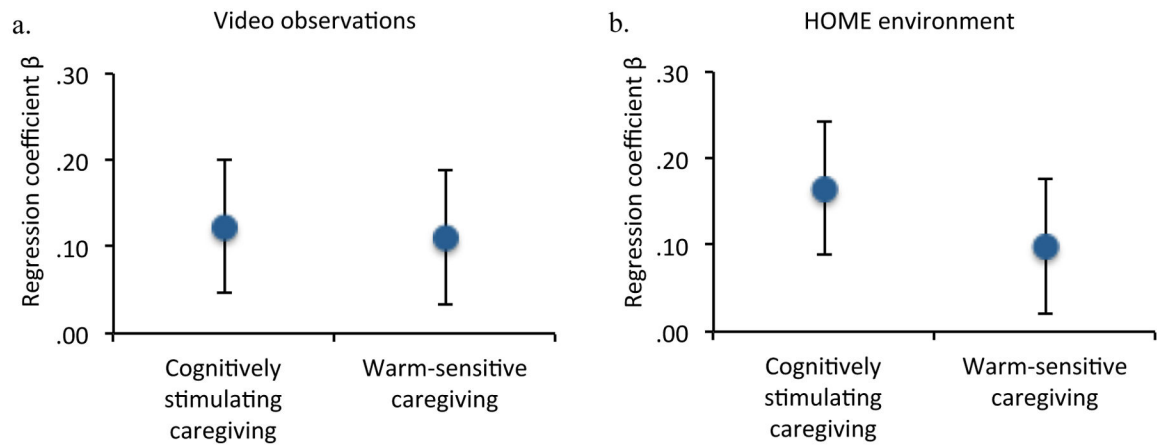 a.
Video observations
Regression coefficient β
.30
.20
.10
.00
Cognitively
stimulating
caregiving
Warm-sensitive
caregiving
b.
HOME environment
Regression coefficient β
.30
.20
.10
.00
Cognitively
stimulating
caregiving
Warm-sensitive
caregiving